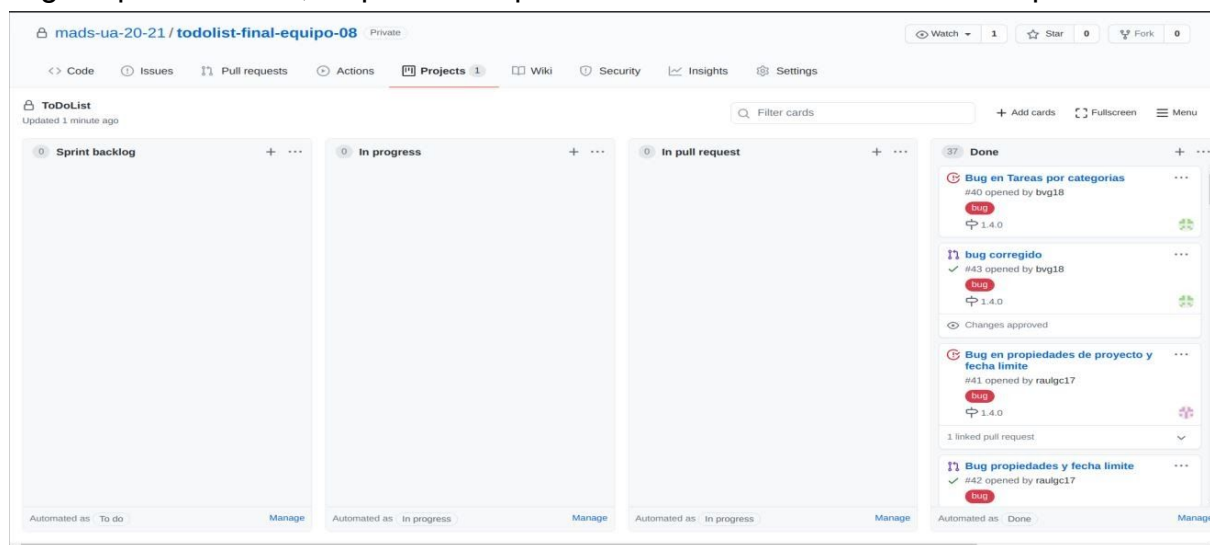 mads-ua-20-21 / todolist-final-equipo-08 Private
Watch 1 Star 0 Fork 0
Code Issues Pull requests Actions Projects 1 Wiki Security Insights Settings
ToDoList
Updated 1 minute ago
Filter cards
+ Add cards Fullscreen Menu
0 Sprint backlog + ...
Automated as To do Manage
0 In progress + ...
Automated as In progress Manage
0 In pull request + ...
Automated as In progress Manage
37 Done + ...
Bug en Tareas por categorias ...
#40 opened by bvg18
bug
1.4.0
bug corregido ...
#43 opened by bvg18
bug
1.4.0
Changes approved
Bug en propiedades de proyecto y ...
fecha limite
#41 opened by raulgc17
bug
1.4.0
1 linked pull request
Bug propiedades y fecha limite ...
#42 opened by raulgc17
bug
Automated as Done Manage